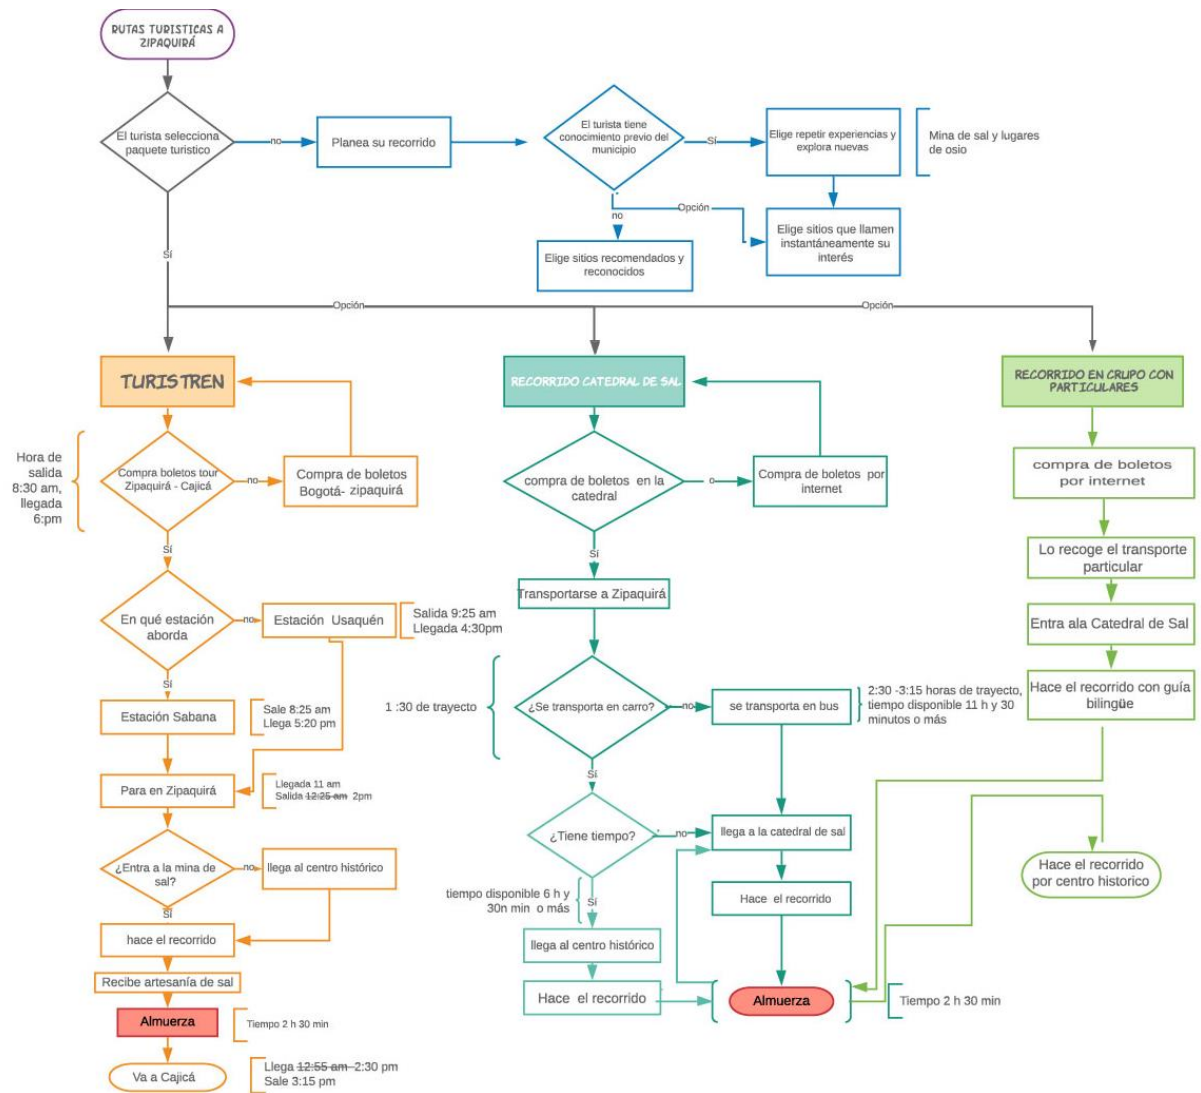 RUTAS TURISTICAS A
ZIPAQUIRÁ
El turista selecciona
paquete turistico
no
Planea su recorrido
El turista tiene
conocimiento previo del
municipio
Sí
Elige repetir experiencias y
explora nuevas
Mina de sal y lugares
de osio
Opción
no
Elige sitios que llamen
instantáneamente su
interés
Elige sitios recomendados y
reconocidos
Sí
Opción
Opción
TURISTREN
Hora de
salida
8:30 am,
llegada
6:pm
Compra boletos tour
Zipaquirá - Cajicá
no
Compra de boletos
Bogotá- zipaquirá
Sí
En qué estación
aborda
no
Estación Usaquén
Salida 9:25 am
Llegada 4:30pm
Sí
Estación Sabana
Sale 8:25 am
Llega 5:20 pm
Para en Zipaquirá
Llegada 11 am
Salida 12:25 am 2pm
¿Entra a la mina de
sal?
no
llega al centro histórico
Sí
hace el recorrido
Recibe artesanía de sal
Almuerza
Tiempo 2 h 30 min
Va a Cajicá
Llega 12:55 am 2:30 pm
Sale 3:15 pm
RECORRIDO CATEDRAL DE SAL
compra de boletos en la
catedral
o
Compra de boletos por
internet
Sí
Transportarse a Zipaquirá
1 :30 de trayecto
¿Se transporta en carro?
no
se transporta en bus
2:30 -3:15 horas de trayecto,
tiempo disponible 11 h y 30
minutos o más
Sí
¿Tiene tiempo?
no
llega a la catedral de sal
tiempo disponible 6 h y
30n min o más
Sí
Hace el recorrido
llega al centro histórico
Hace el recorrido
Almuerza
Tiempo 2 h 30 min
RECORRIDO EN CRUPO CON
PARTICULARES
compra de boletos
por internet
Lo recoge el transporte
particular
Entra ala Catedral de Sal
Hace el recorrido con guía
bilingüe
Hace el recorrido
por centro historico